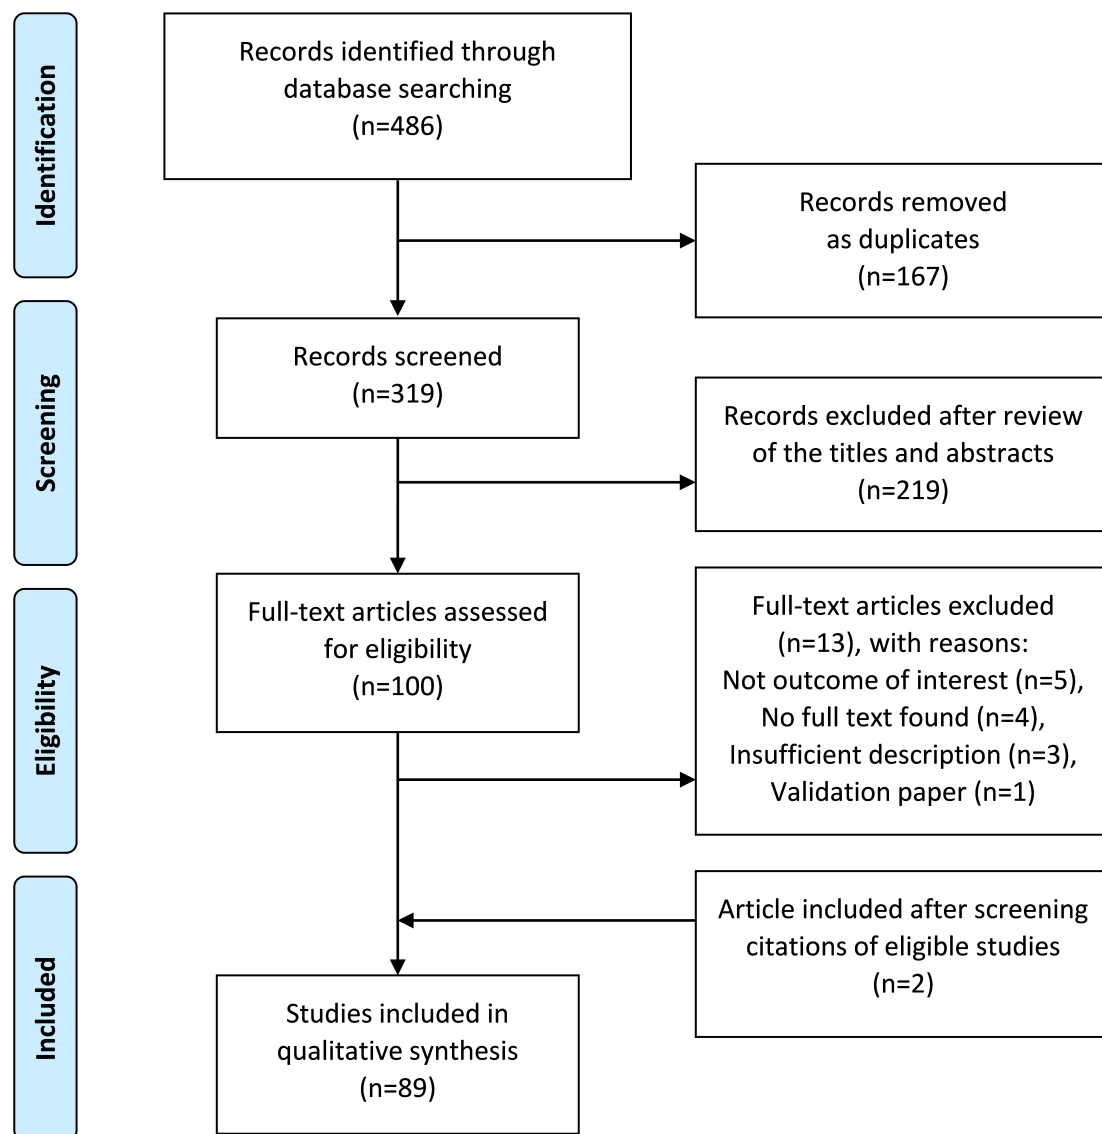 Identification
Records identified through
database searching
(n=486)
Records removed
as duplicates
(n=167)
Screening
Records screened
(n=319)
Records excluded after review
of the titles and abstracts
(n=219)
Eligibility
Full-text articles assessed
for eligibility
(n=100)
Full-text articles excluded
(n=13), with reasons:
Not outcome of interest (n=5),
No full text found (n=4),
Insufficient description (n=3),
Validation paper (n=1)
Included
Article included after screening
citations of eligible studies
(n=2)
Studies included in
qualitative synthesis
(n=89)